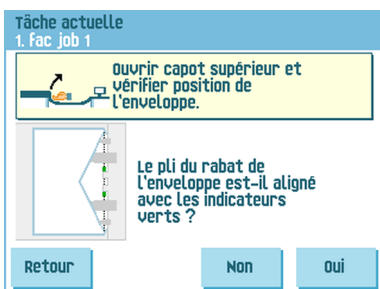 Tâche actuelle
1. Fac job 1
Ouvrir capot supérieur et
vérifier position de
l'enveloppe.
Le pli du rabat de
l'enveloppe est-il aligné
avec les indicateurs
verts ?
Retour
Non
Oui